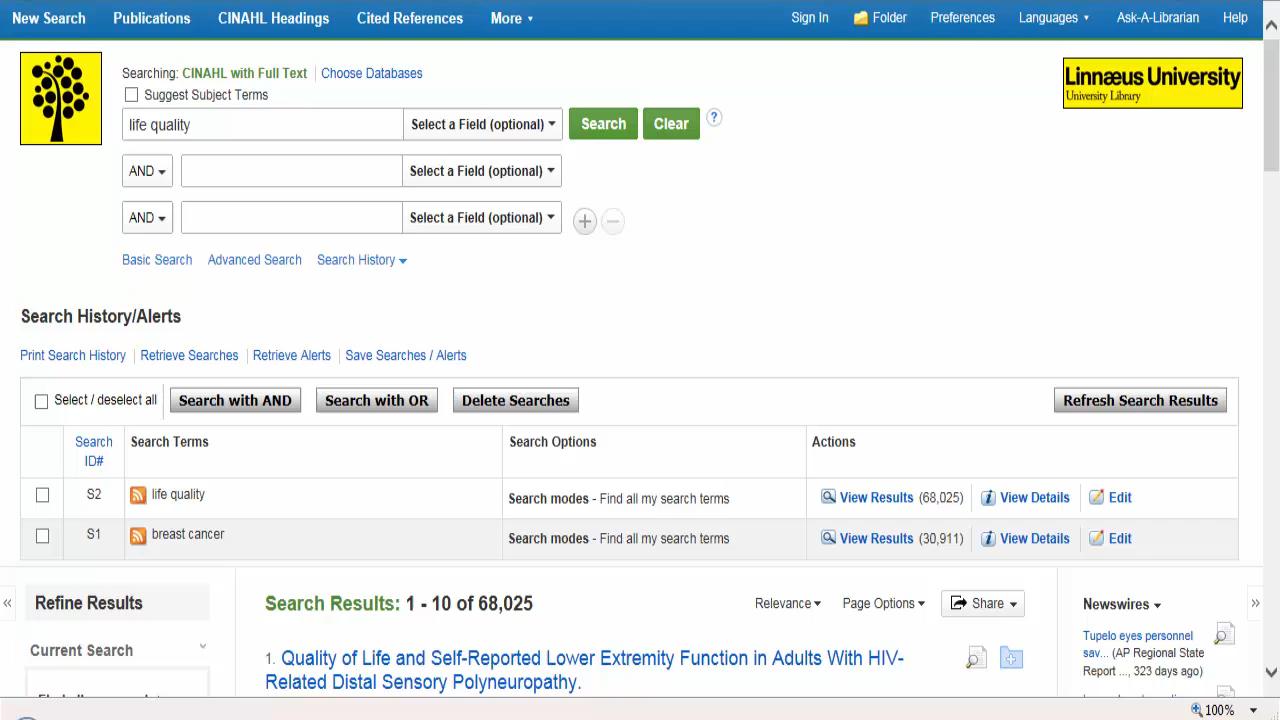 New Search Publications CINAHL Headings Cited References More Sign In Folder Preferences Languages Ask-A-Librarian Help
Searching: CINAHL with Full Text Choose Databases
Suggest Subject Terms
Linnæus University
University Library
life quality Select a Field (optional) Search Clear ?
AND Select a Field (optional)
AND Select a Field (optional)
Basic Search Advanced Search Search History
Search History/Alerts
Print Search History Retrieve Searches Retrieve Alerts Save Searches / Alerts
Select / deselect all Search with AND Search with OR Delete Searches Refresh Search Results
Search ID# Search Terms Search Options Actions
S2 life quality Search modes - Find all my search terms View Results (68,025) View Details Edit
S1 breast cancer Search modes - Find all my search terms View Results (30,911) View Details Edit
« Refine Results Search Results: 1 - 10 of 68,025 Relevance Page Options Share Newswires »
Current Search
1. Quality of Life and Self-Reported Lower Extremity Function in Adults With HIV-
Related Distal Sensory Polyneuropathy.
Tupelo eyes personnel
sav... (AP Regional State
Report ..., 323 days ago)
100%